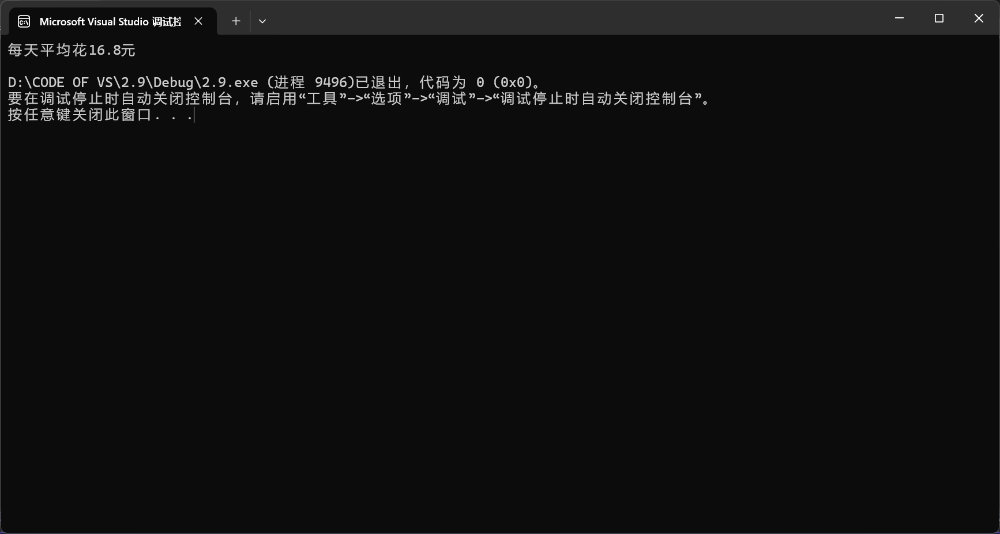 Microsoft Visual Studio 调试控
每天平均花16.8元
D:\CODE OF VS\2.9\Debug\2.9.exe (进程 9496)已退出，代码为 0 (0x0)。
要在调试停止时自动关闭控制台，请启用“工具”->“选项”->“调试”->“调试停止时自动关闭控制台”。
按任意键关闭此窗口. . .